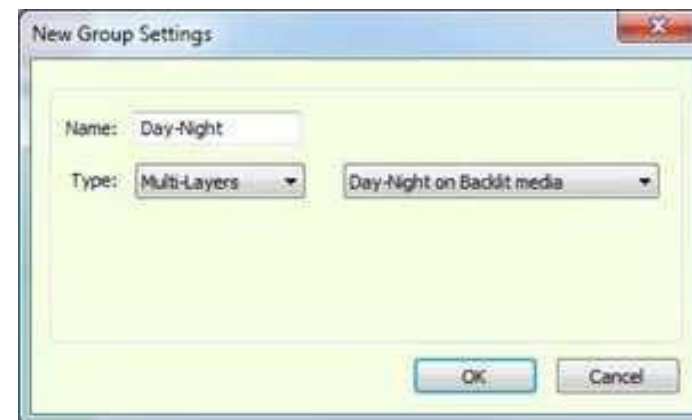 New Group Settings
Name: Day-Night
Type: Multi-Layers Day-Night on Backlit media
OK Cancel